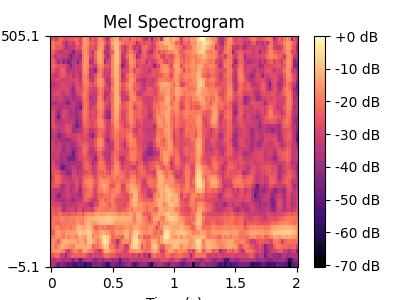 Mel Spectrogram
505.1
−5.1
0
0.5
1
1.5
2
+0 dB
-10 dB
-20 dB
-30 dB
-40 dB
-50 dB
-60 dB
-70 dB